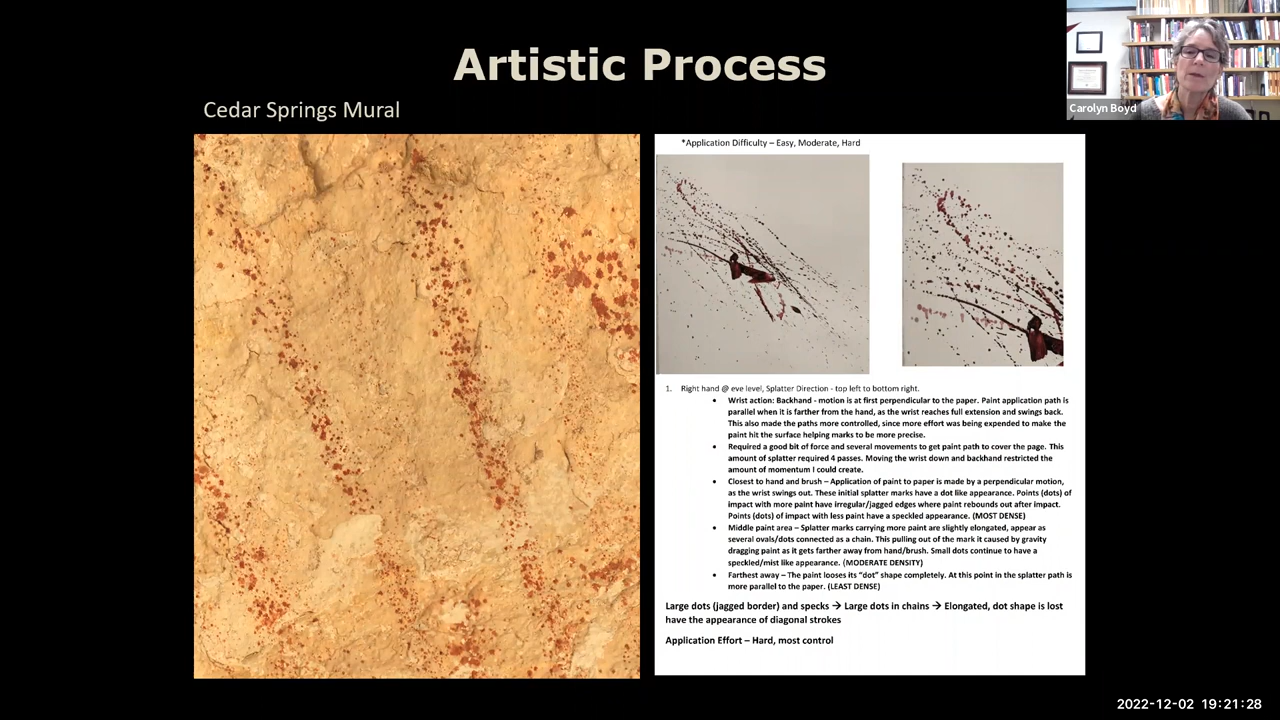 Artistic Process
Carolyn Boyd
Cedar Springs Mural
*Application Difficulty – Easy, Moderate, Hard
1. Right hand @ eye level, Splatter Direction - top left to bottom right.
• Wrist action: Backhand - motion is at first perpendicular to the paper. Paint application path is
parallel when it is farther from the hand, as the wrist reaches full extension and swings back.
This also made the paths more controlled, since more effort was being expended to make the
paint hit the surface helping marks to be more precise.
• Required a good bit of force and several movements to get paint path to cover the page. This
amount of splatter required 4 passes. Moving the wrist down and backhand restricted the
amount of momentum I could create.
• Closest to hand and brush – Application of paint to paper is made by a perpendicular motion,
as the wrist swings out. These initial splatter marks have a dot like appearance. Points (dots) of
impact with more paint have irregular/jagged edges where paint rebounds out after impact.
Points (dots) of impact with less paint have a speckled appearance. (MOST DENSE)
• Middle paint area – Splatter marks carrying more paint are slightly elongated, appear as
several ovals/dots connected as a chain. This pulling out of the mark it caused by gravity
dragging paint as it gets farther away from hand/brush. Small dots continue to have a
speckled/mist like appearance. (MODERATE DENSITY)
• Farthest away – The paint looses its “dot” shape completely. At this point in the splatter path is
more parallel to the paper. (LEAST DENSE)
Large dots (jagged border) and specks → Large dots in chains → Elongated, dot shape is lost
have the appearance of diagonal strokes
Application Effort – Hard, most control
2022-12-02 19:21:28